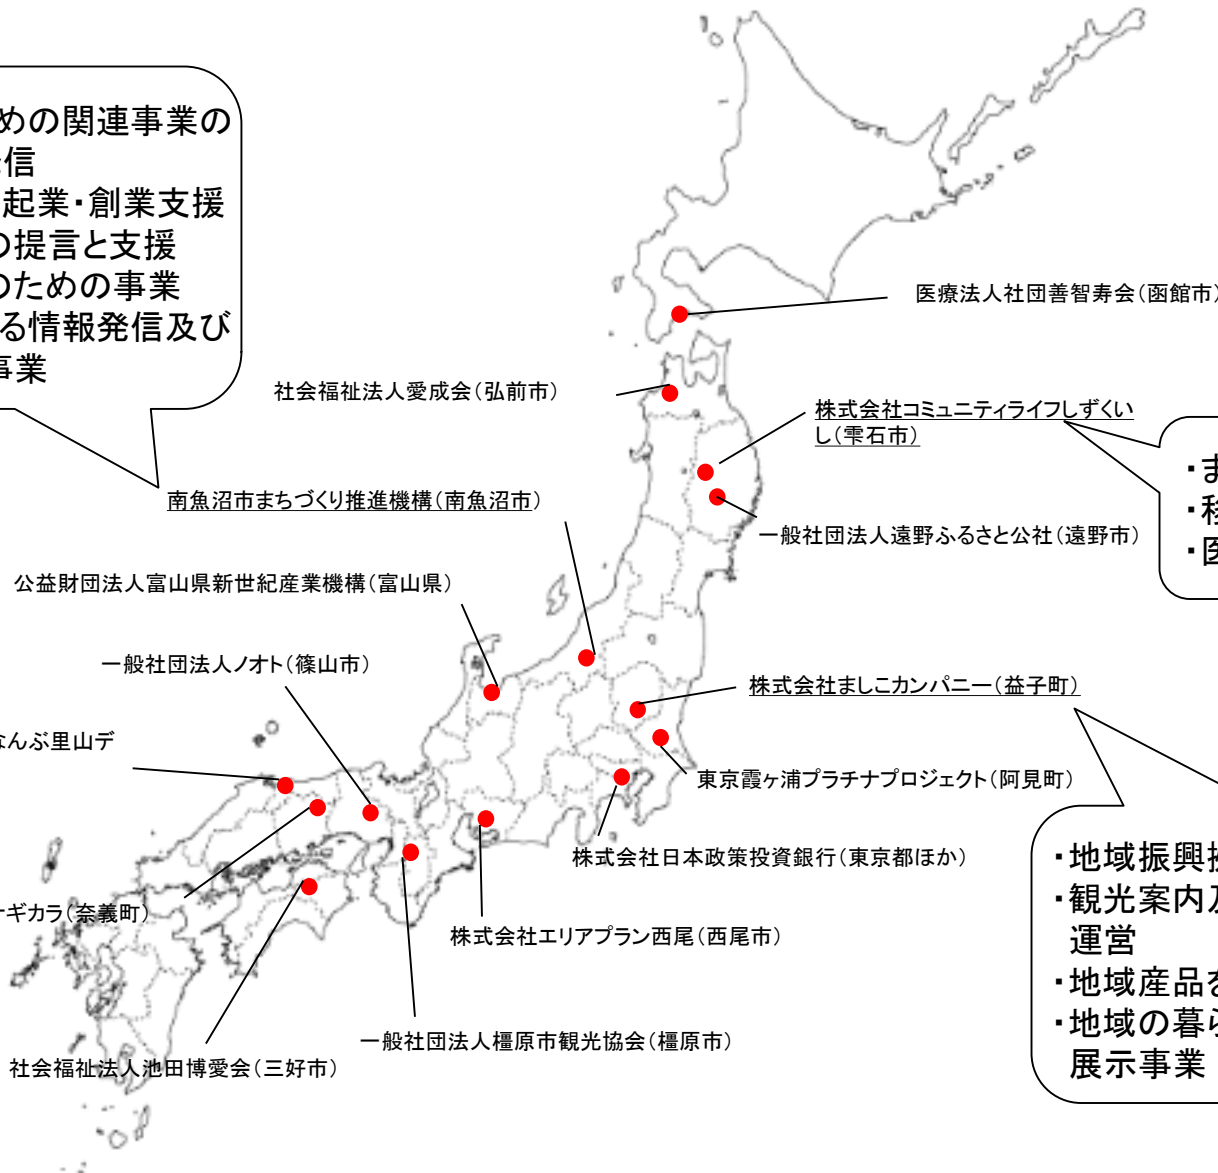 めの関連事業の
信
起業・創業支援
の提言と支援
のための事業
る情報発信及び
事業
医療法人社団善智寿会(函館市)
社会福祉法人愛成会(弘前市)
株式会社コミュニティライフしずくい
し(雫石市)
・ま
・移
・医
南魚沼市まちづくり推進機構(南魚沼市)
一般社団法人遠野ふるさと公社(遠野市)
公益財団法人富山県新世紀産業機構(富山県)
一般社団法人ノオト(篠山市)
株式会社ましこカンパニー(益子町)
なんぶ里山デ
東京霞ヶ浦プラチナプロジェクト(阿見町)
株式会社日本政策投資銀行(東京都ほか)
・地域振興拠
・観光案内及
運営
・地域産品を
・地域の暮ら
展示事業
ナギカラ(奈義町)
株式会社エリアプラン西尾(西尾市)
一般社団法人橿原市観光協会(橿原市)
社会福祉法人池田博愛会(三好市)